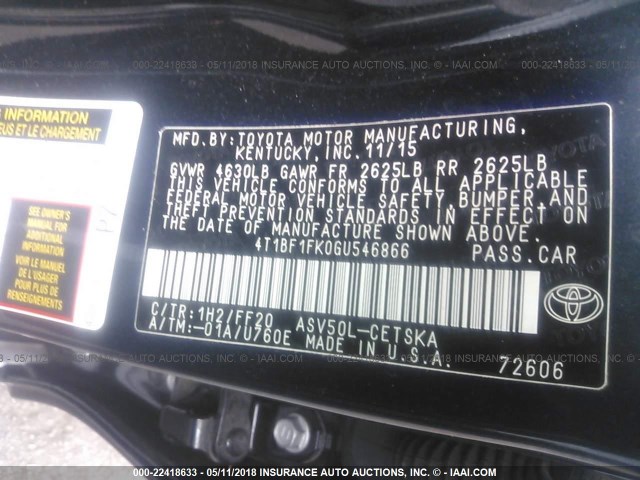 000-22418633 - 05/11/2018 INSURANCE AUTO AUCTIONS, INC. - © IAAI.COM
INFORMATION
EUS ET LE CHARGEMENT
SEE OWNER'S
MANUAL FOR
MORE DETAILS
VOIR LE MANUEL
DE L'USAGER
POUR PLUS DE
RENSEIGNEMENTS
MFD.BY:TOYOTA MOTOR MANUFACTURING,
KENTUCKY, INC. 11/15
GVWR 4630LB GAWR FR 2625LB RR 2625LB
THIS VEHICLE CONFORMS TO ALL APPLICABLE
FEDERAL MOTOR VEHICLE SAFETY,BUMPER,AND
THEFT PREVENTION STANDARDS IN EFFECT ON
THE DATE OF MANUFACTURE SHOWN ABOVE.
4T1BF1FK0GU546866 PASS.CAR
C/TR:1H2/FF20 ASV50L-CETSKA
A/TM:-01A/U760E MADE IN U.S.A. 72606
000-22418633 - 05/11/2018 INSURANCE AUTO AUCTIONS, INC. - © IAAI.COM